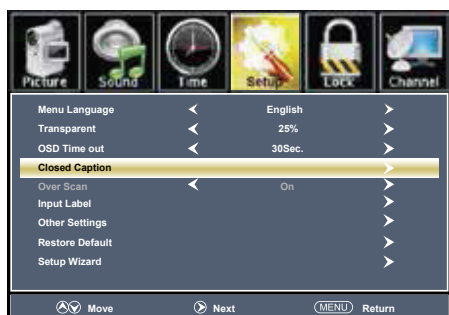 Picture Sound Time Setup Lock Channel
Menu Language English
Transparent 25%
OSD Time out 30Sec.
Closed Caption
Over Scan On
Input Label
Other Settings
Restore Default
Setup Wizard
Move Next MENU Return